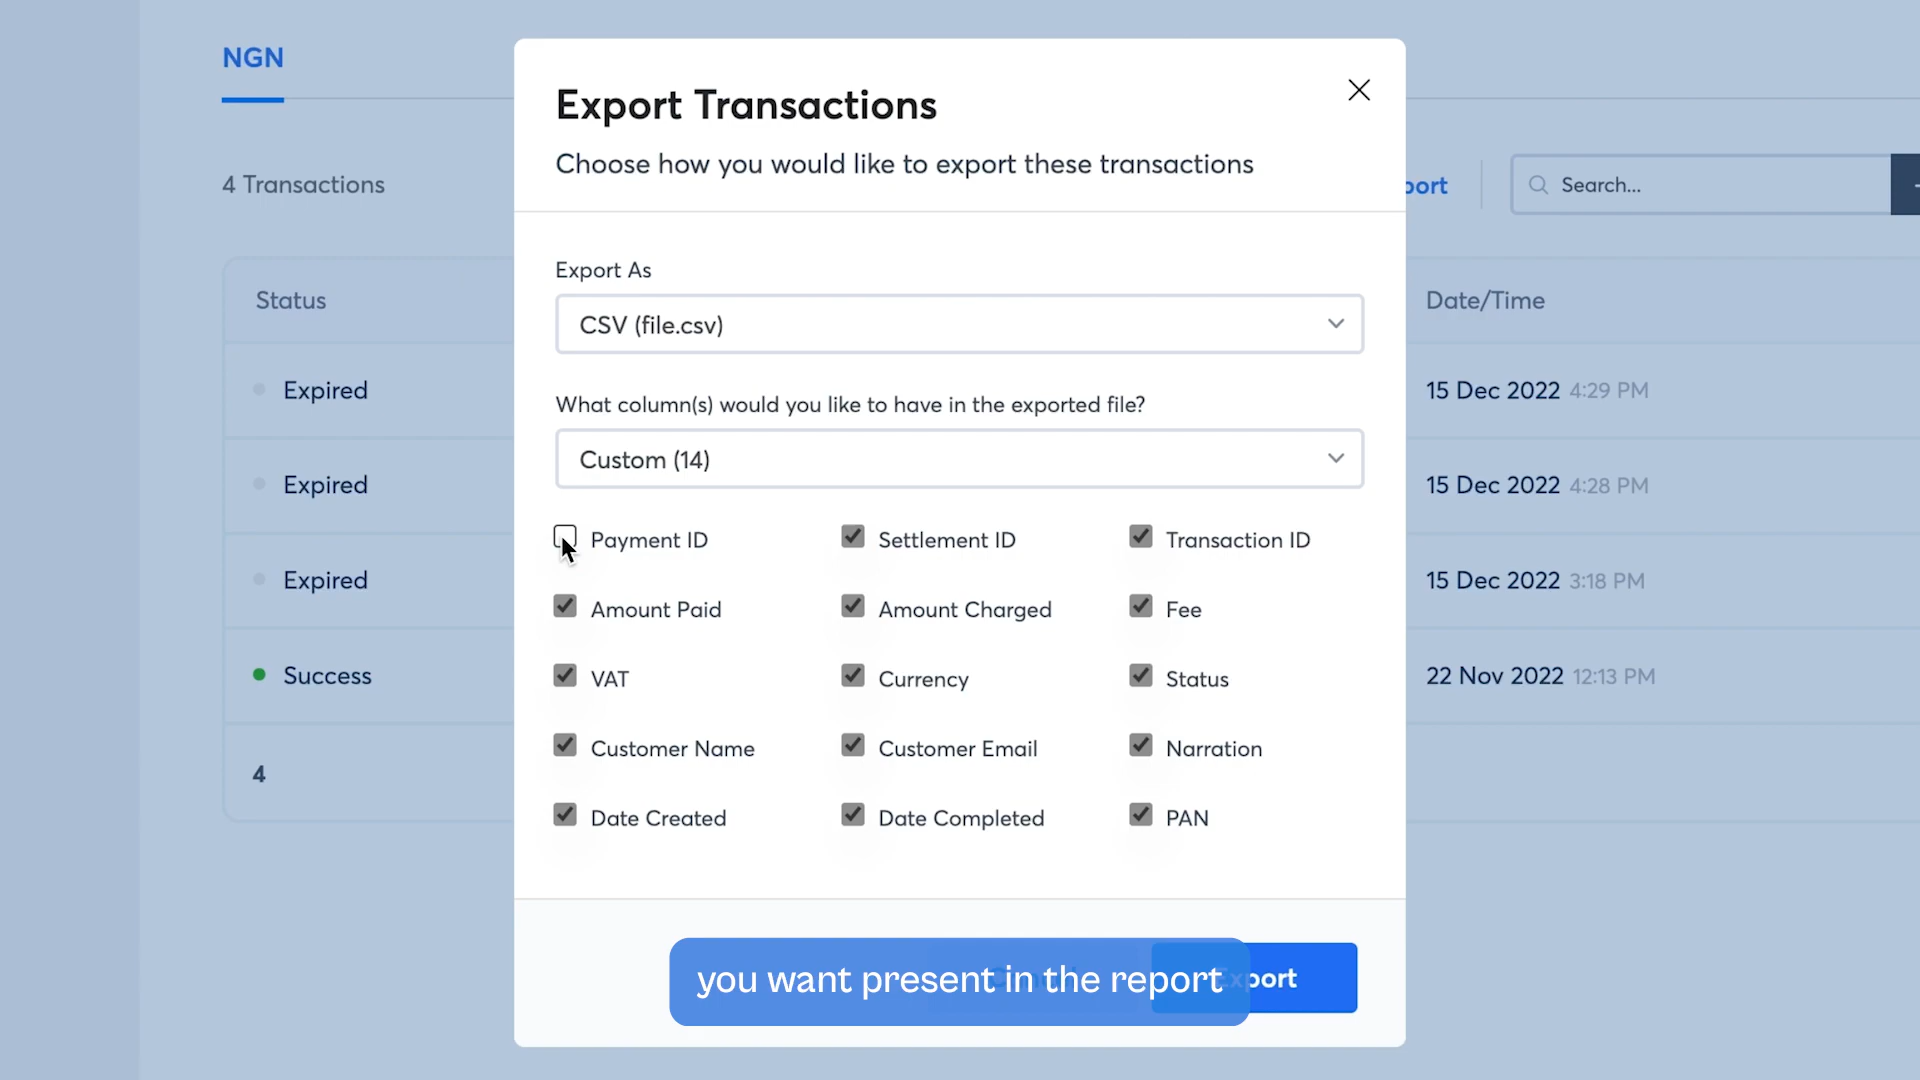 NGN
4 Transactions
Export Transactions
Choose how you would like to export these transactions
port
Search...
Export As
CSV (file.csv)
What column(s) would you like to have in the exported file?
Custom (14)
Payment ID
Settlement ID
Transaction ID
Amount Paid
Amount Charged
Fee
VAT
Currency
Status
Customer Name
Customer Email
Narration
Date Created
Date Completed
PAN
Status
Date/Time
Expired
15 Dec 2022 4:29 PM
Expired
15 Dec 2022 4:28 PM
Expired
15 Dec 2022 3:18 PM
Success
22 Nov 2022 12:13 PM
4
you want present in the report
Export